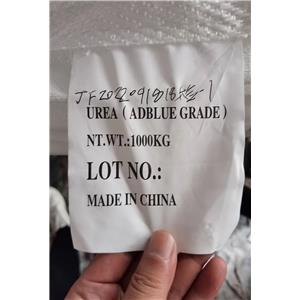 UREA ( ADBLUE GRADE )
NT.WT.:1000KG
LOT NO.:
MADE IN CHINA